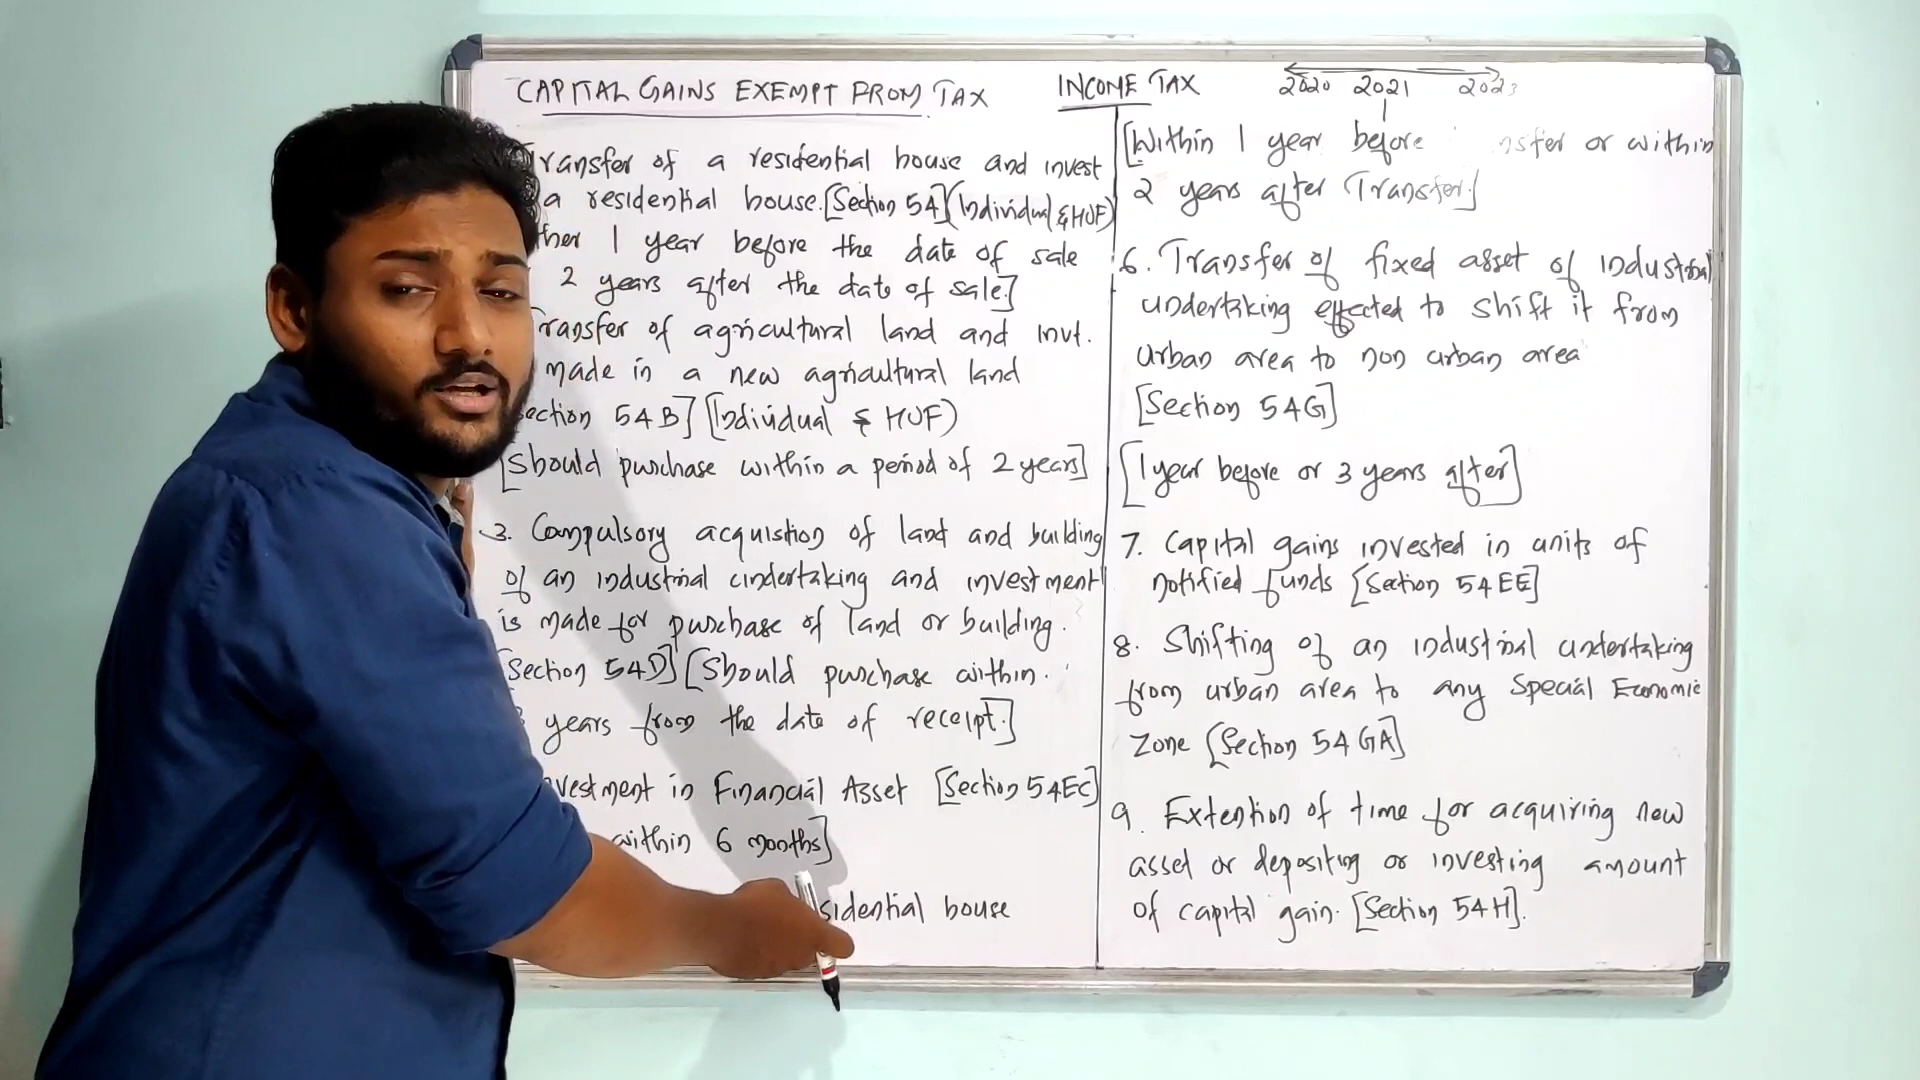 CAPITAL GAINS EXEMPT FROM TAX
INCOME TAX
2020 2021 2023
Transfer of a residential house and invest
a residential house.[Section 54](Individual & HUF)
ther 1 year before the date of sale
2 years after the date of sale.]
Transfer of agricultural land and invt.
made in a new agricultural land
ection 54B] [Individual & HUF)
[Should purchase within a period of 2 years]
3. Compulsory acquistion of land and building
of an industrial undertaking and investment
is made for purchase of land or building.
[Section 54D] [Should purchase within
years from the date of receipt.]
vestment in Financial Asset [Section 54EC]
within 6 months]
sidential house
[Within 1 year before nsfer or within
2 years after Transfer.]
6. Transfer of fixed asset of industrial
undertaking effected to shift it from
urban area to non urban area
[Section 54G]
[1 year before or 3 years after]
7. Capital gains invested in units of
notified funds [Section 54EE]
8. Shifting of an industrial undertaking
from urban area to any Special Economic
Zone [Section 54GA]
9. Extention of time for acquiring new
asset or depositing or investing amount
of capital gain. [Section 54H].